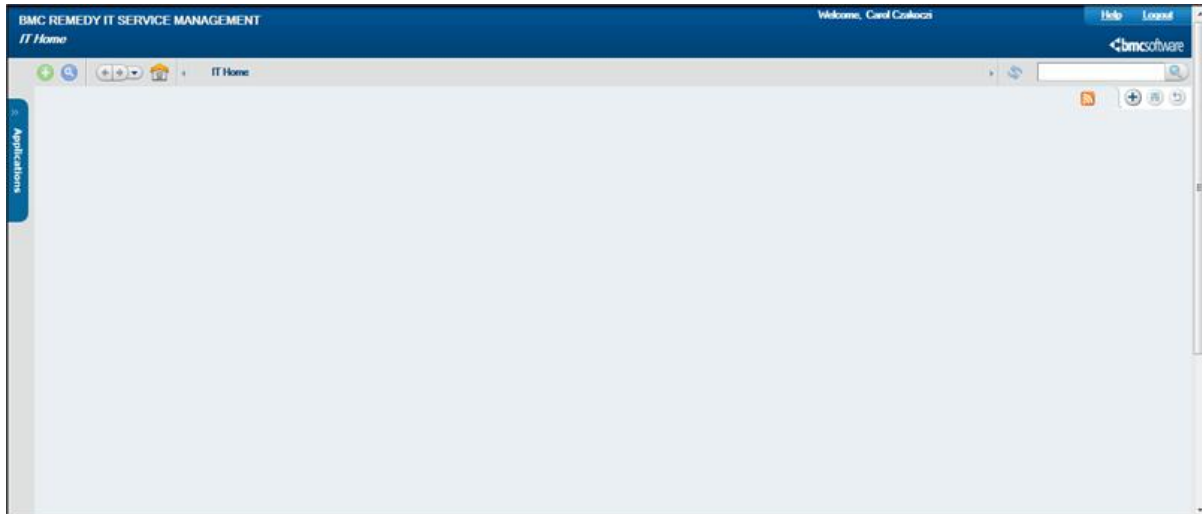 BMC REMEDY IT SERVICE MANAGEMENT
Welcome, Carol Czakoczi
Help Logout
IT Home
bmcsoftware
IT Home
Applications